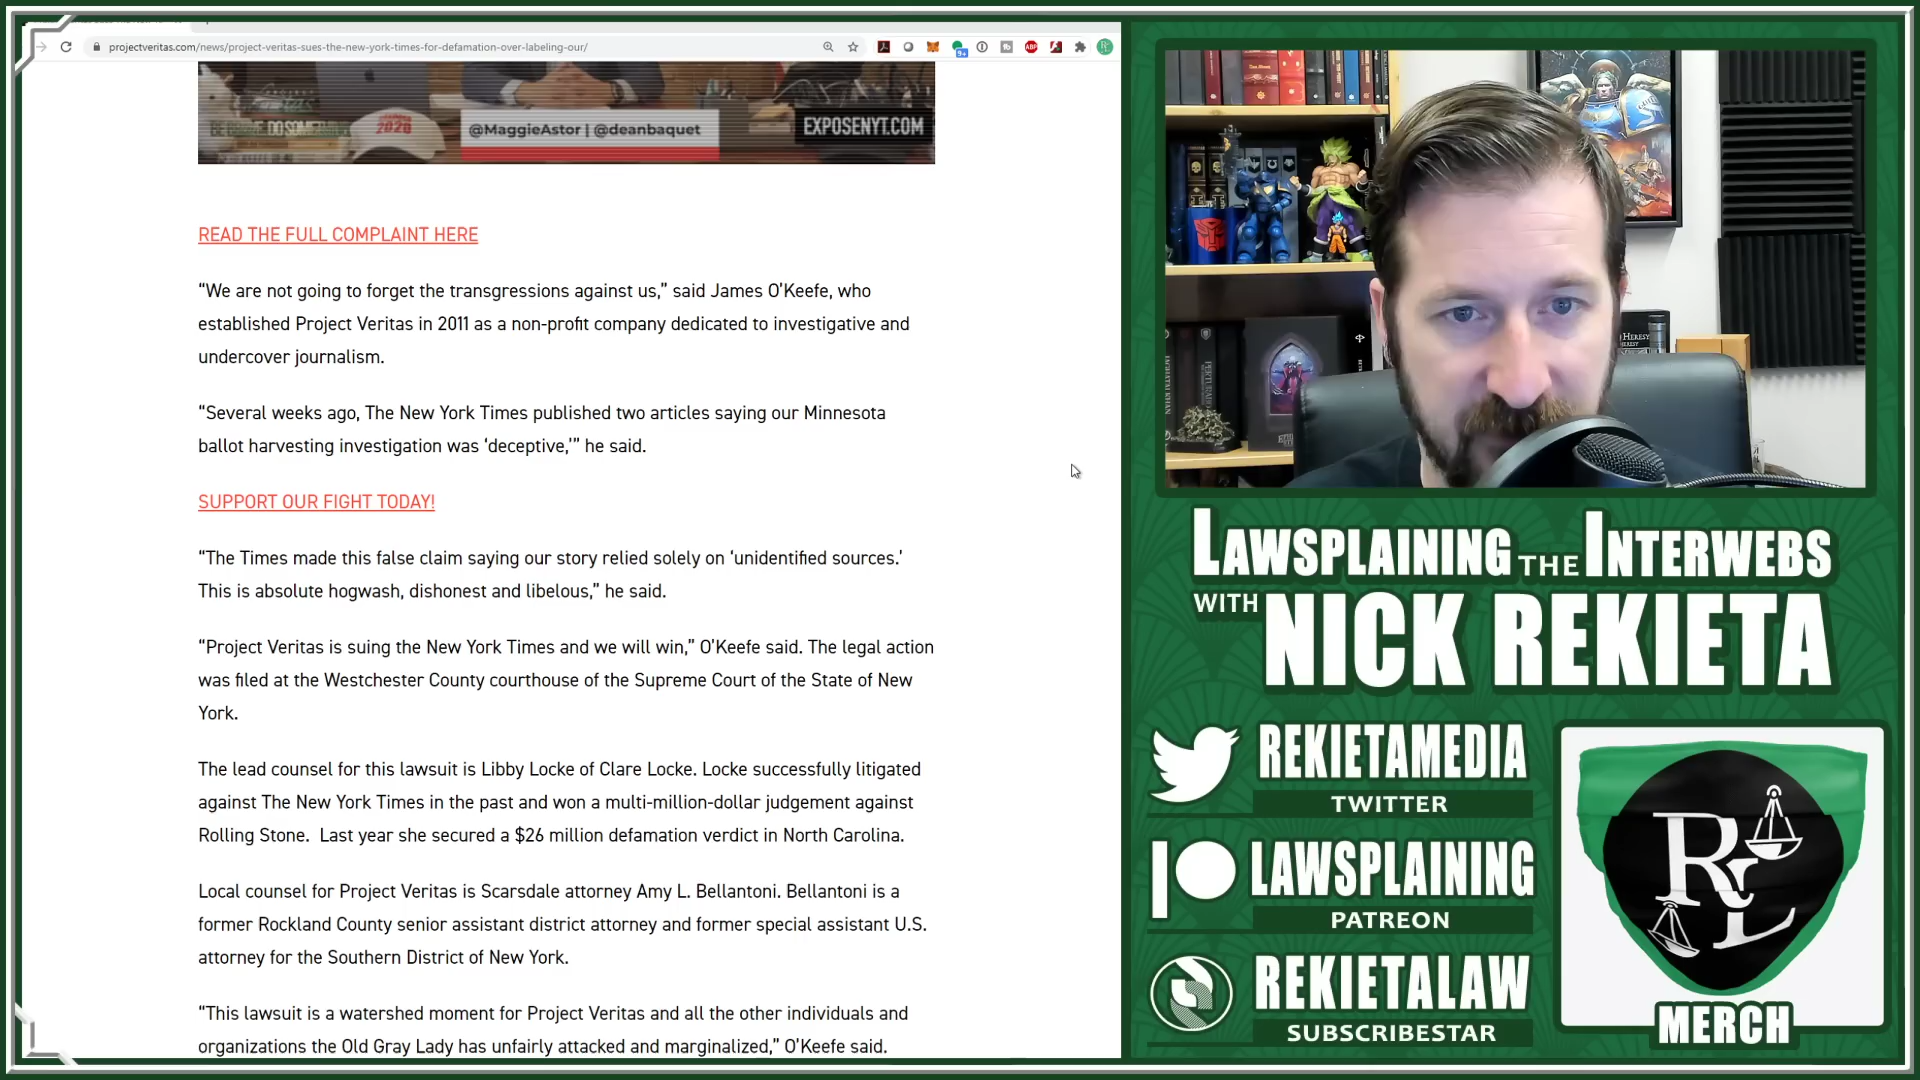 projectveritas.com/news/project-veritas-sues-the-new-york-times-for-defamation-over-labeling-our/
2020
@MaggieAstor | @deanbaquet
EXPOSENYT.COM
READ THE FULL COMPLAINT HERE
“We are not going to forget the transgressions against us,” said James O’Keefe, who
established Project Veritas in 2011 as a non-profit company dedicated to investigative and
undercover journalism.
“Several weeks ago, The New York Times published two articles saying our Minnesota
ballot harvesting investigation was ‘deceptive,’” he said.
SUPPORT OUR FIGHT TODAY!
“The Times made this false claim saying our story relied solely on ‘unidentified sources.’
This is absolute hogwash, dishonest and libelous,” he said.
“Project Veritas is suing the New York Times and we will win,” O’Keefe said. The legal action
was filed at the Westchester County courthouse of the Supreme Court of the State of New
York.
The lead counsel for this lawsuit is Libby Locke of Clare Locke. Locke successfully litigated
against The New York Times in the past and won a multi-million-dollar judgement against
Rolling Stone.  Last year she secured a $26 million defamation verdict in North Carolina.
Local counsel for Project Veritas is Scarsdale attorney Amy L. Bellantoni. Bellantoni is a
former Rockland County senior assistant district attorney and former special assistant U.S.
attorney for the Southern District of New York.
“This lawsuit is a watershed moment for Project Veritas and all the other individuals and
organizations the Old Gray Lady has unfairly attacked and marginalized,” O’Keefe said.
HERESY
LAWSPLAINING THE INTERWEBS
WITH NICK REKIETA
REKIETAMEDIA
TWITTER
LAWSPLAINING
PATREON
REKIETALAW
SUBSCRIBESTAR
RL
MERCH